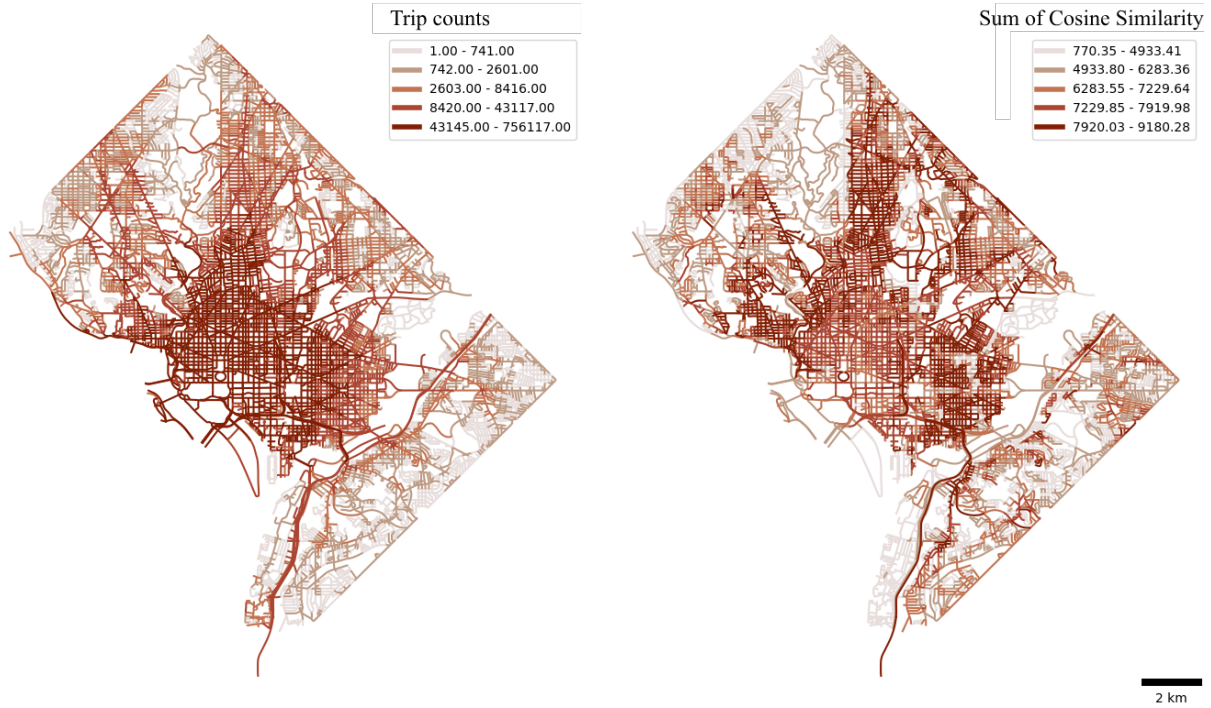 Trip counts
1.00 - 741.00
742.00 - 2601.00
2603.00 - 8416.00
8420.00 - 43117.00
43145.00 - 756117.00
Sum of Cosine Similarity
770.35 - 4933.41
4933.80 - 6283.36
6283.55 - 7229.64
7229.85 - 7919.98
7920.03 - 9180.28
2 km